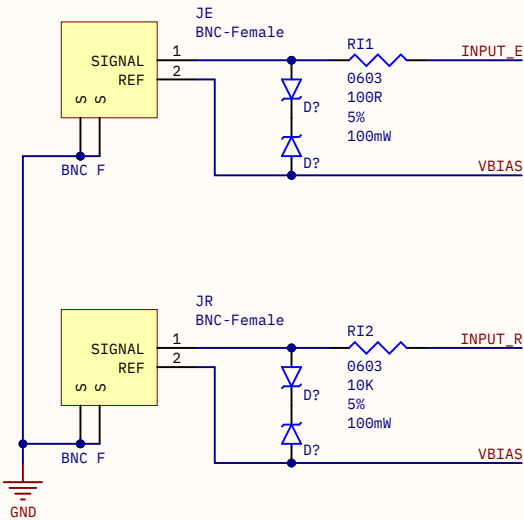 JE
BNC-Female
SIGNAL 1
REF 2
S S
BNC F
D?
D?
RI1
0603
100R
5%
100mW
INPUT_E
VBIAS
JR
BNC-Female
SIGNAL 1
REF 2
S S
BNC F
D?
D?
RI2
0603
10K
5%
100mW
INPUT_R
VBIAS
GND